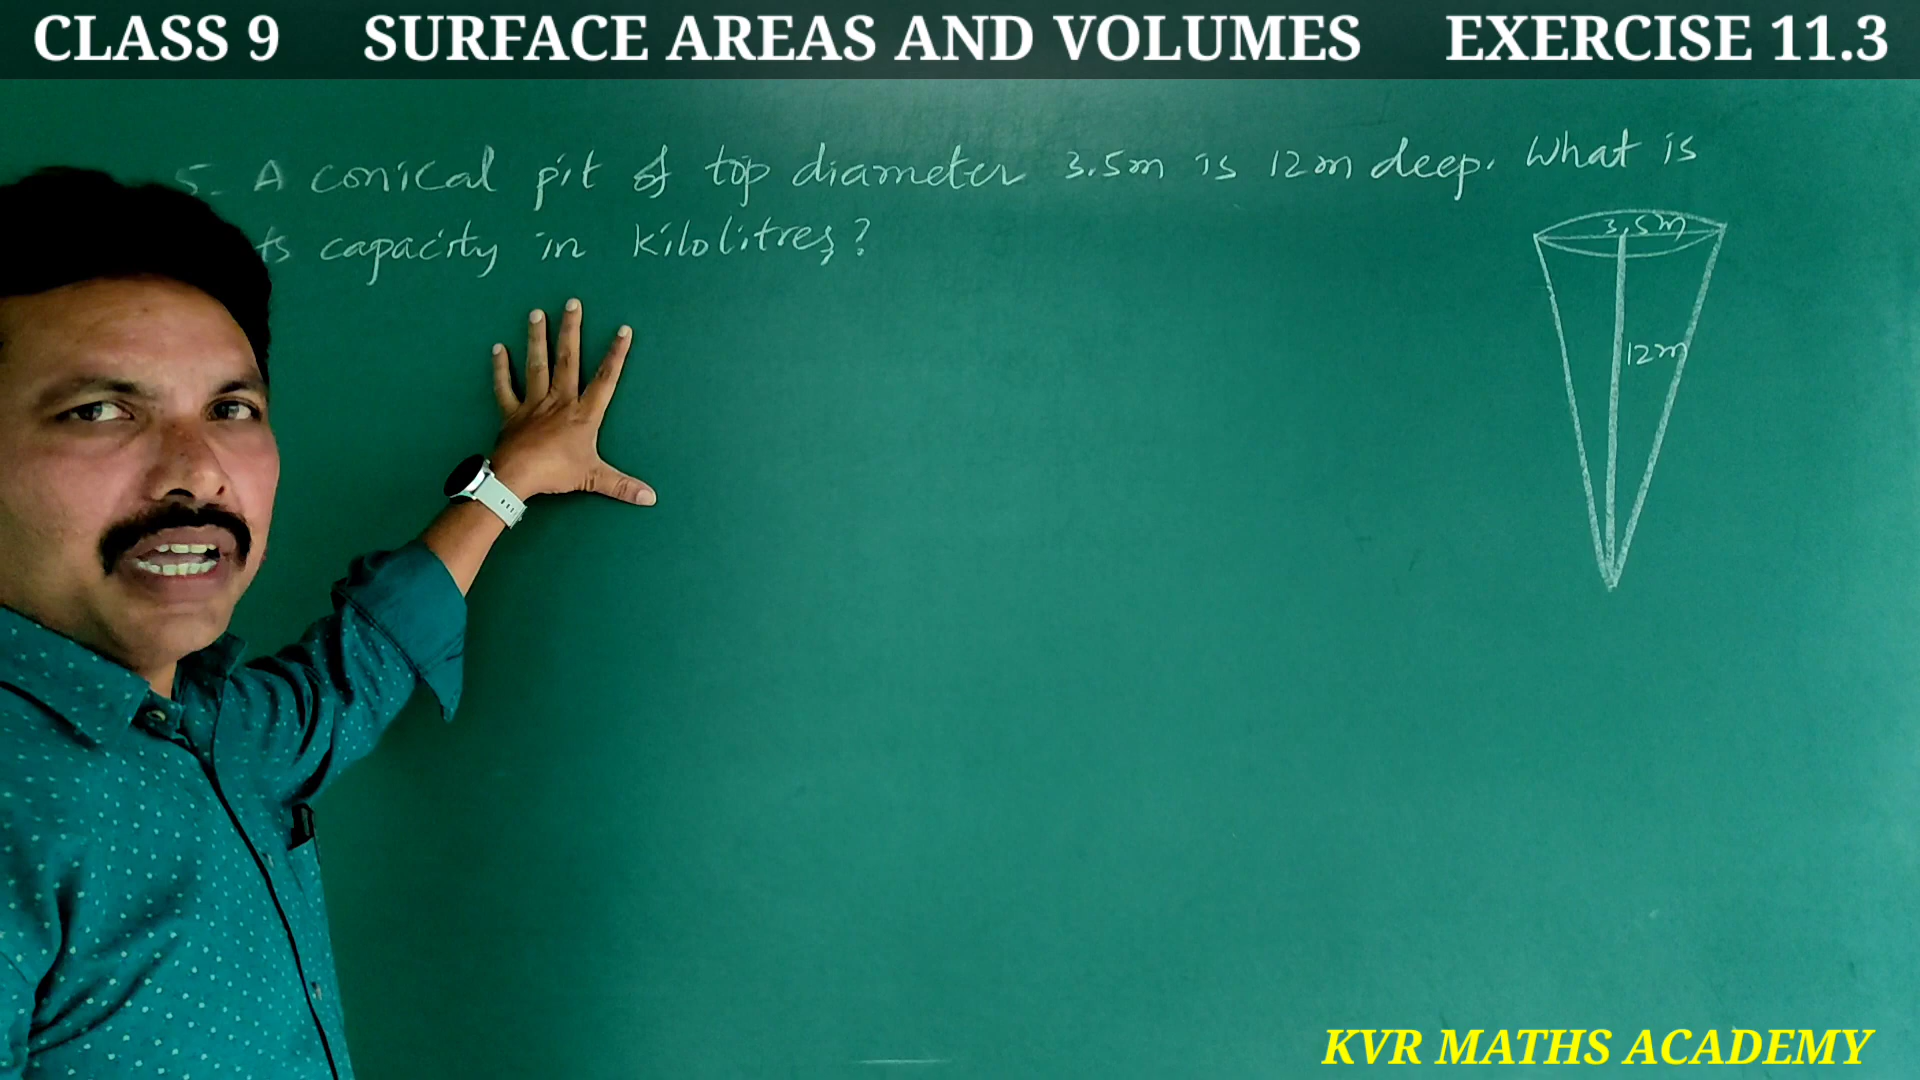 CLASS 9 SURFACE AREAS AND VOLUMES EXERCISE 11.3
5. A conical pit of top diameter 3.5m is 12m deep. What is
ts capacity in kilolitres?
3.5m
12m
KVR MATHS ACADEMY